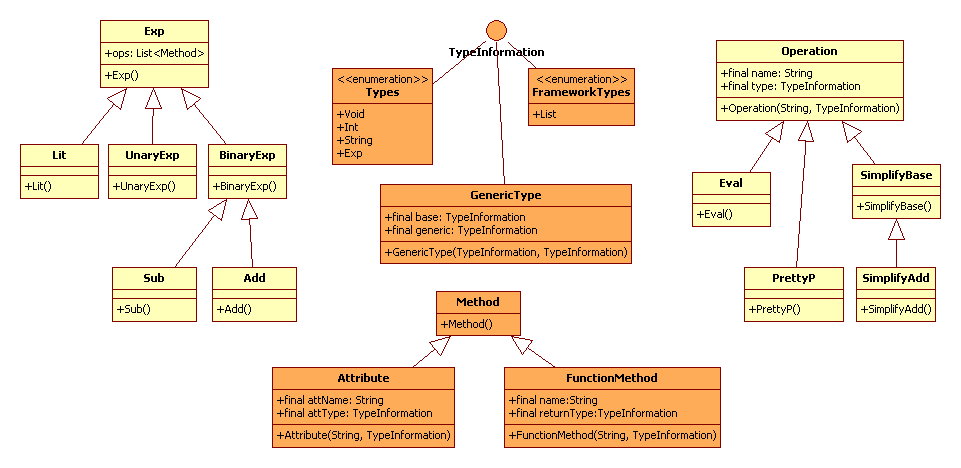 Exp
+ops: List<Method>
+Exp()
Lit
+Lit()
UnaryExp
+UnaryExp()
BinaryExp
+BinaryExp()
Sub
+Sub()
Add
+Add()
TypeInformation
<<enumeration>>
Types
+Void
+Int
+String
+Exp
<<enumeration>>
FrameworkTypes
+List
GenericType
+final base: TypeInformation
+final generic: TypeInformation
+GenericType(TypeInformation, TypeInformation)
Method
+Method()
Attribute
+final attName: String
+final attType: TypeInformation
+Attribute(String, TypeInformation)
FunctionMethod
+final name:String
+final returnType:TypeInformation
+FunctionMethod(String, TypeInformation)
Operation
+final name: String
+final type: TypeInformation
+Operation(String, TypeInformation)
Eval
+Eval()
SimplifyBase
+SimplifyBase()
PrettyP
+PrettyP()
SimplifyAdd
+SimplifyAdd()